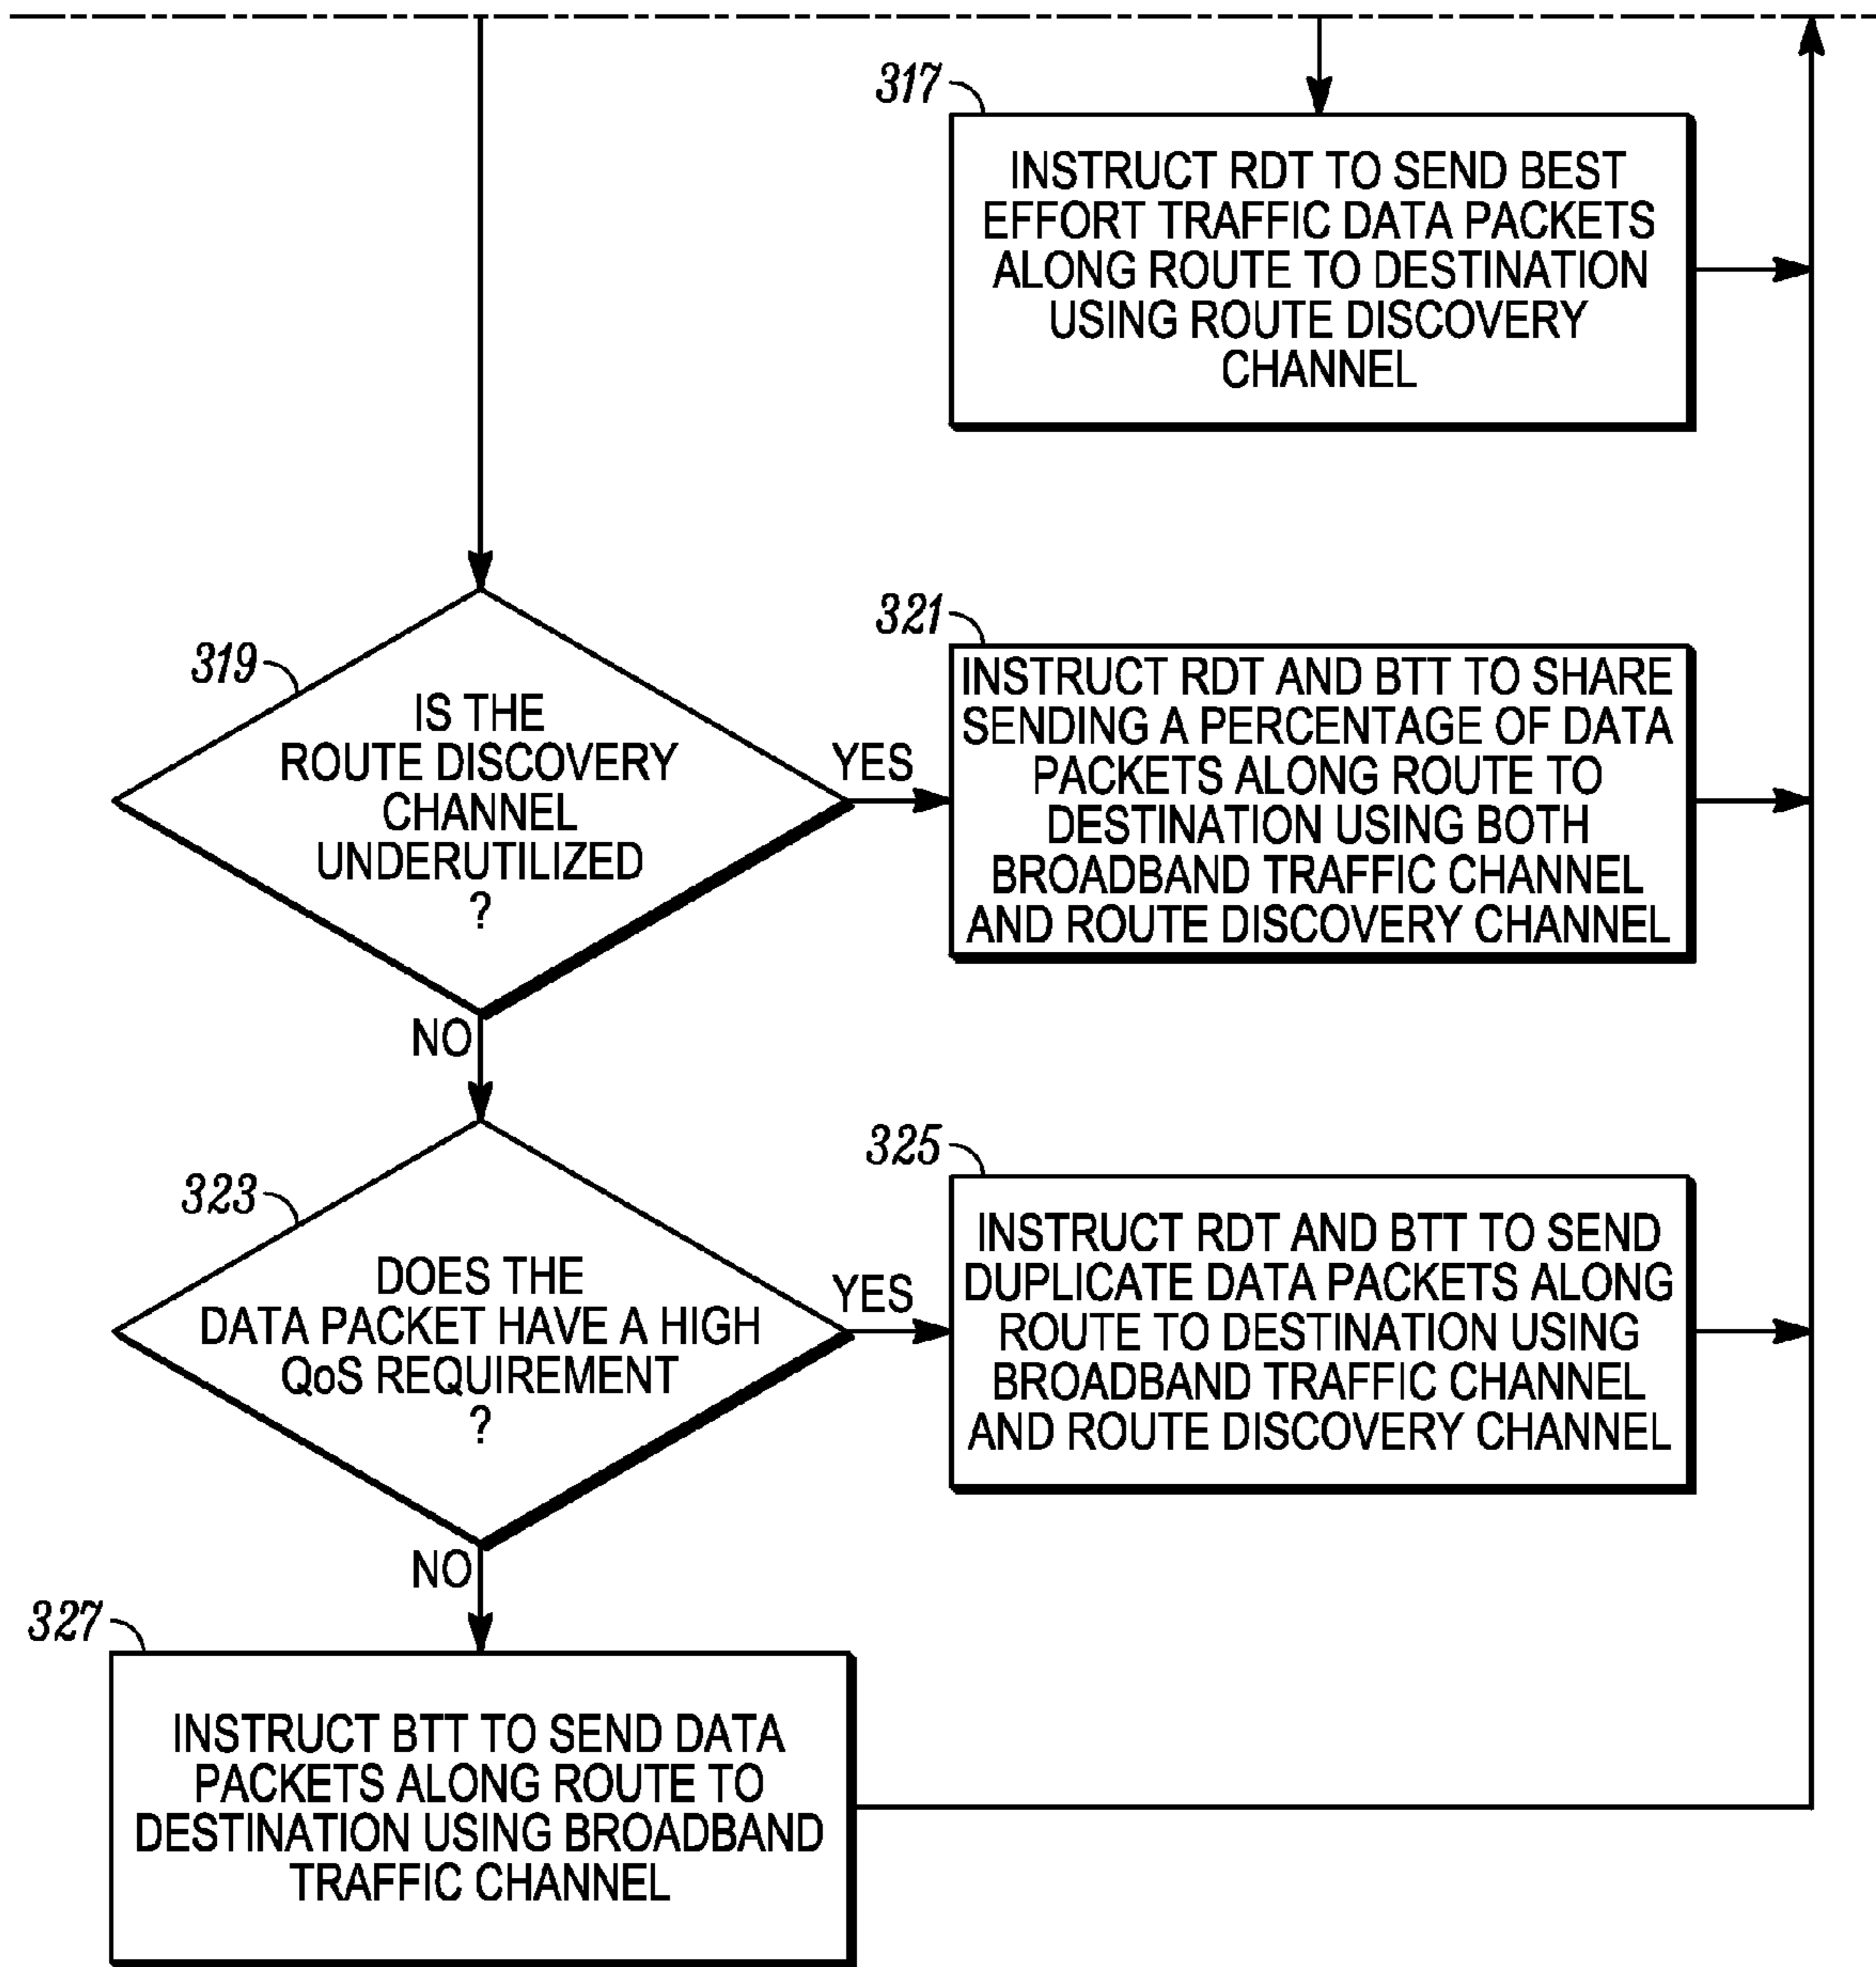 317
INSTRUCT RDT TO SEND BEST
EFFORT TRAFFIC DATA PACKETS
ALONG ROUTE TO DESTINATION
USING ROUTE DISCOVERY
CHANNEL
319
IS THE
ROUTE DISCOVERY
CHANNEL
UNDERUTILIZED
?
YES
NO
321
INSTRUCT RDT AND BTT TO SHARE
SENDING A PERCENTAGE OF DATA
PACKETS ALONG ROUTE TO
DESTINATION USING BOTH
BROADBAND TRAFFIC CHANNEL
AND ROUTE DISCOVERY CHANNEL
323
DOES THE
DATA PACKET HAVE A HIGH
QoS REQUIREMENT
?
YES
NO
325
INSTRUCT RDT AND BTT TO SEND
DUPLICATE DATA PACKETS ALONG
ROUTE TO DESTINATION USING
BROADBAND TRAFFIC CHANNEL
AND ROUTE DISCOVERY CHANNEL
327
INSTRUCT BTT TO SEND DATA
PACKETS ALONG ROUTE TO
DESTINATION USING BROADBAND
TRAFFIC CHANNEL